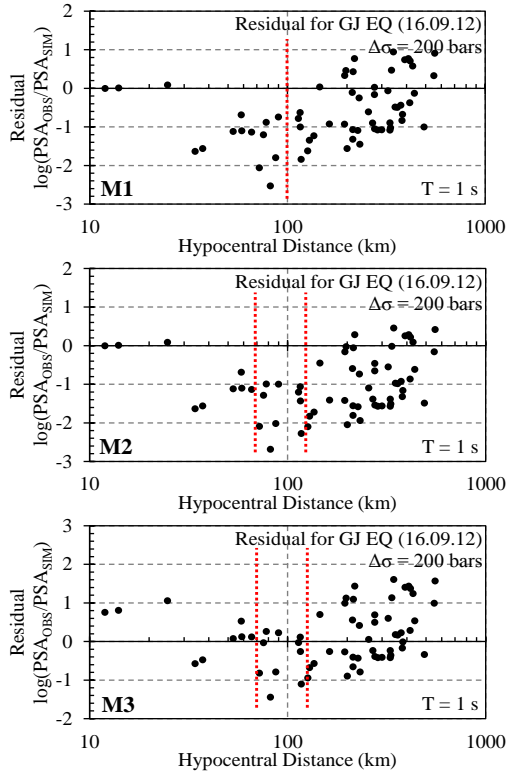 Residual
log(PSA_OBS/PSA_SIM)
2
1
0
-1
-2
-3
Residual for GJ EQ (16.09.12)
Δσ = 200 bars
M1
T = 1 s
10
100
1000
Hypocentral Distance (km)
Residual
log(PSA_OBS/PSA_SIM)
2
1
0
-1
-2
-3
Residual for GJ EQ (16.09.12)
Δσ = 200 bars
M2
T = 1 s
10
100
1000
Hypocentral Distance (km)
Residual
log(PSA_OBS/PSA_SIM)
3
2
1
0
-1
-2
Residual for GJ EQ (16.09.12)
Δσ = 200 bars
M3
T = 1 s
10
100
1000
Hypocentral Distance (km)